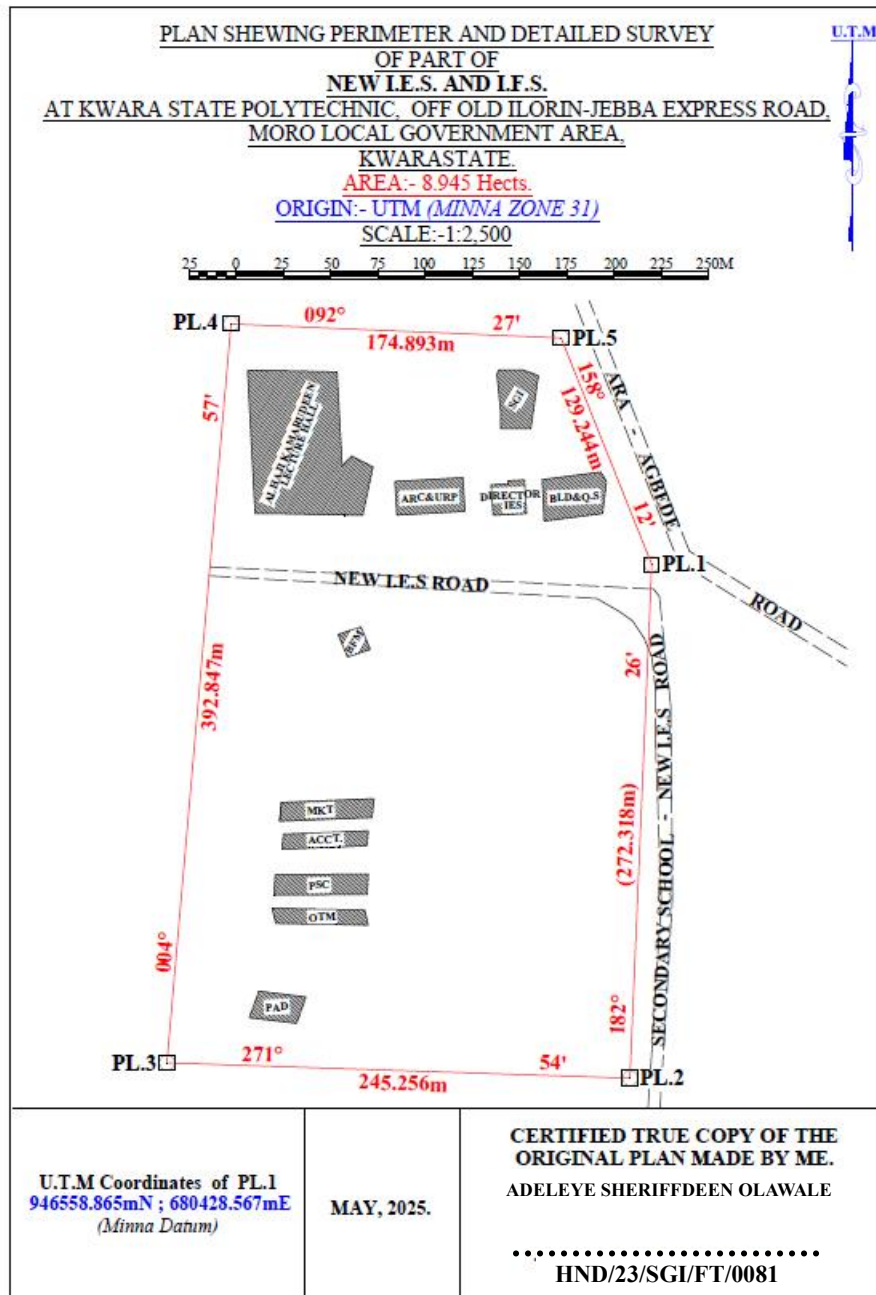 PLAN SHEWING PERIMETER AND DETAILED SURVEY
OF PART OF
NEW I.E.S. AND I.F.S.
AT KWARA STATE POLYTECHNIC, OFF OLD ILORIN-JEBBA EXPRESS ROAD,
MORO LOCAL GOVERNMENT AREA,
KWARASTATE.
AREA:- 8.945 Hects.
ORIGIN:- UTM (MINNA ZONE 31)
SCALE:-1:2,500
U.T.M
25 0 25 50 75 100 125 150 175 200 225 250M
PL.4
092° 27'
174.893m
PL.5
57'
158°
129.244m
12'
ARA - AGBEDE
ROAD
ALHAJI KAMARUDEEN
LECTURE HALL
SGI
ARC&URP
DIRECTOR
IES
BLD&Q.S
PL.1
NEW I.E.S ROAD
BFM
26'
392.847m
(272.318m)
SECONDARY SCHOOL - NEW I.E.S ROAD
MKT
ACCT.
PSC
OTM
004°
182°
PAD
PL.3
271° 54'
245.256m
PL.2
U.T.M Coordinates of PL.1
946558.865mN ; 680428.567mE
(Minna Datum)
MAY, 2025.
CERTIFIED TRUE COPY OF THE
ORIGINAL PLAN MADE BY ME.
ADELEYE SHERIFFDEEN OLAWALE
HND/23/SGI/FT/0081